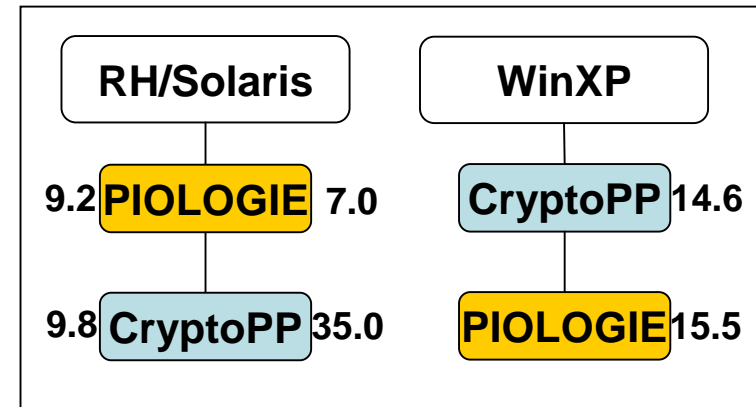 RH/Solaris WinXP
9.2 PIOLOGIE 7.0 CryptoPP 14.6
9.8 CryptoPP 35.0 PIOLOGIE 15.5